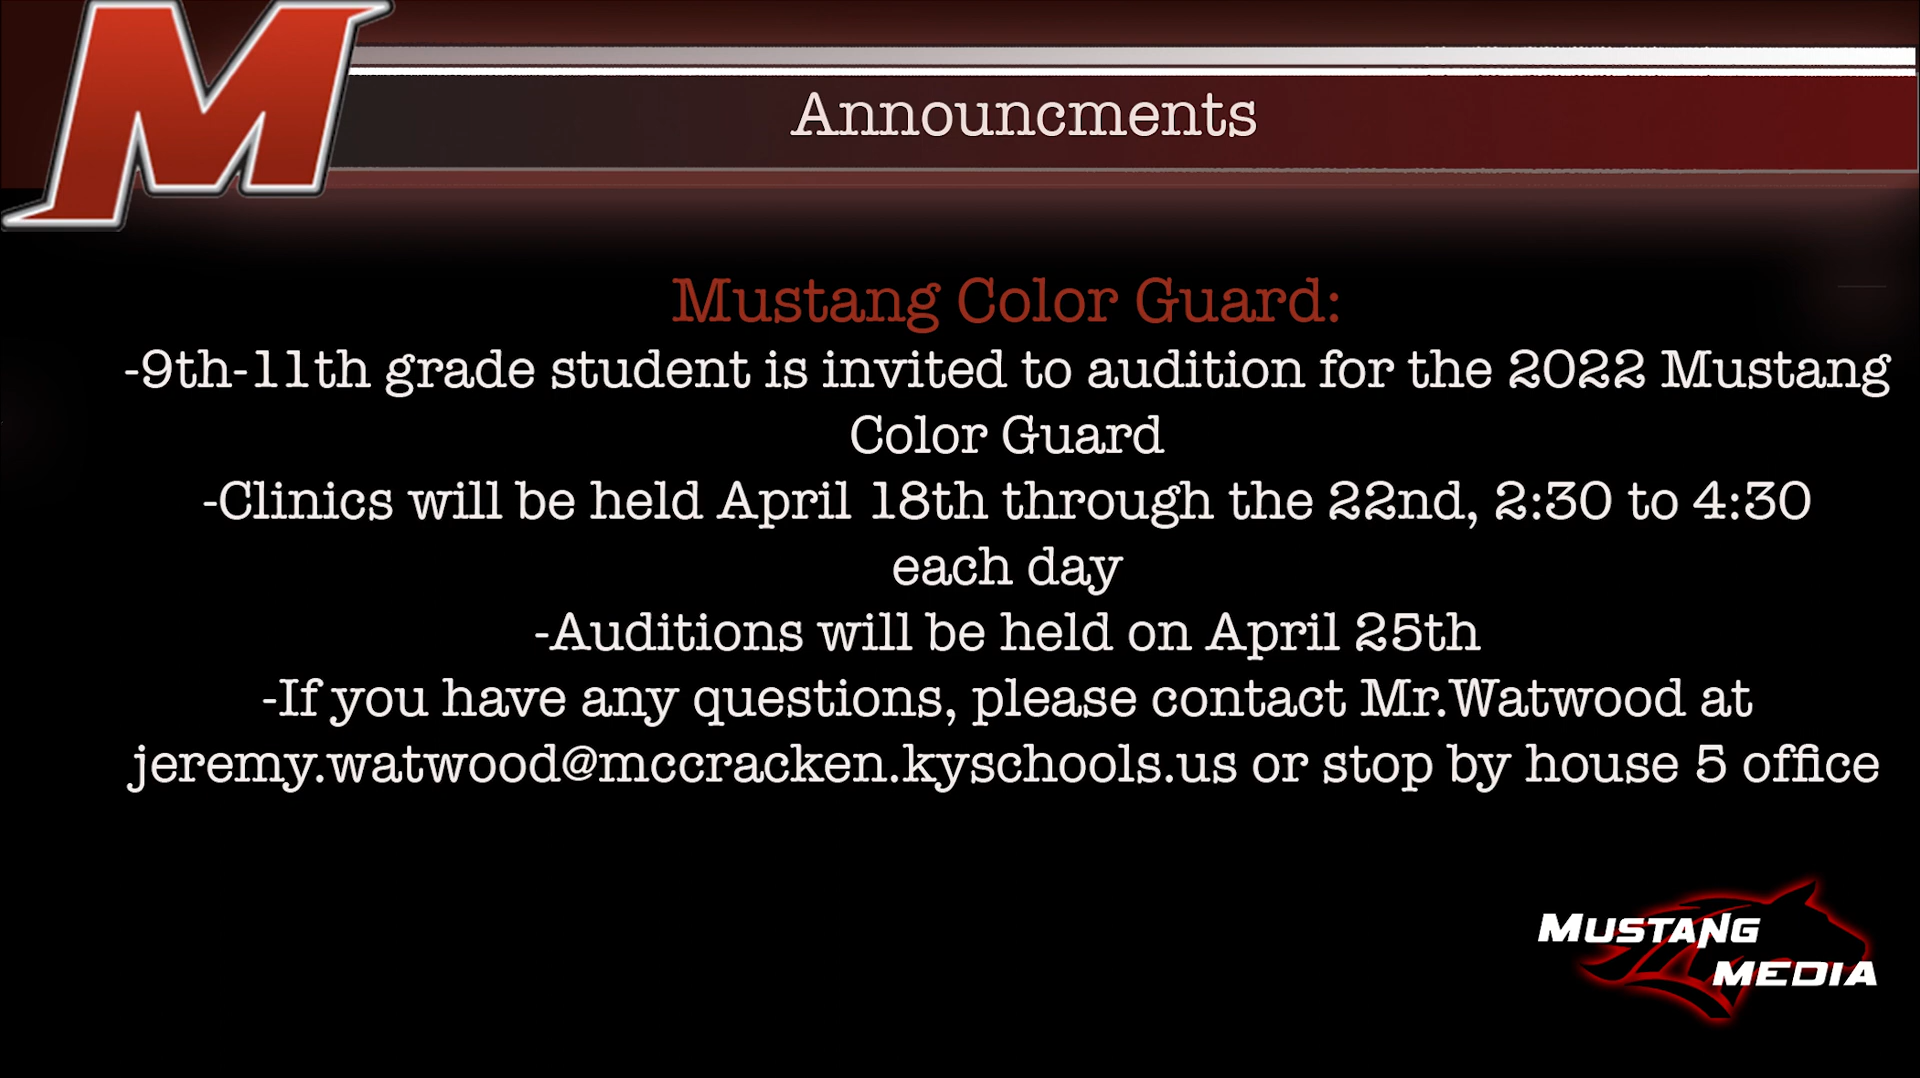 M
Announcments
Mustang Color Guard:
-9th-11th grade student is invited to audition for the 2022 Mustang
Color Guard
-Clinics will be held April 18th through the 22nd, 2:30 to 4:30
each day
-Auditions will be held on April 25th
-If you have any questions, please contact Mr.Watwood at
jeremy.watwood@mccracken.kyschools.us or stop by house 5 office
MUSTANG
MEDIA